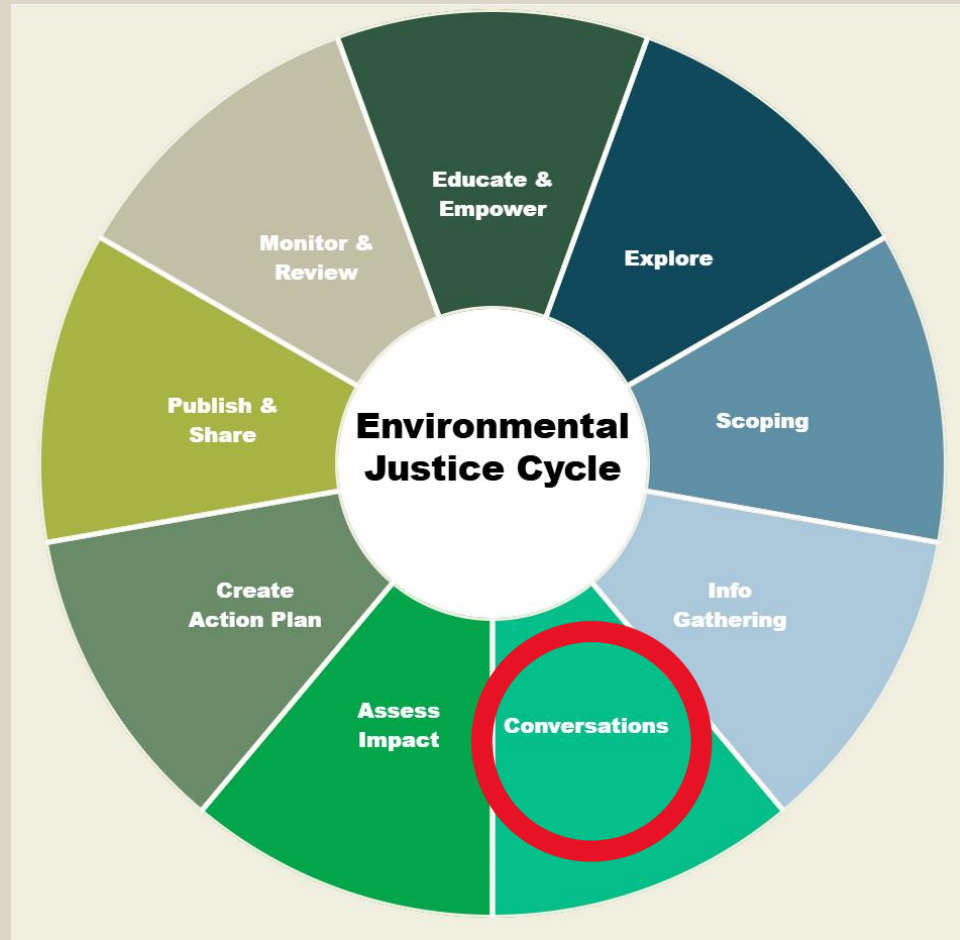 Educate &
Empower
Explore
Scoping
Info
Gathering
Conversations
Assess
Impact
Create
Action Plan
Publish &
Share
Monitor &
Review
Environmental
Justice Cycle